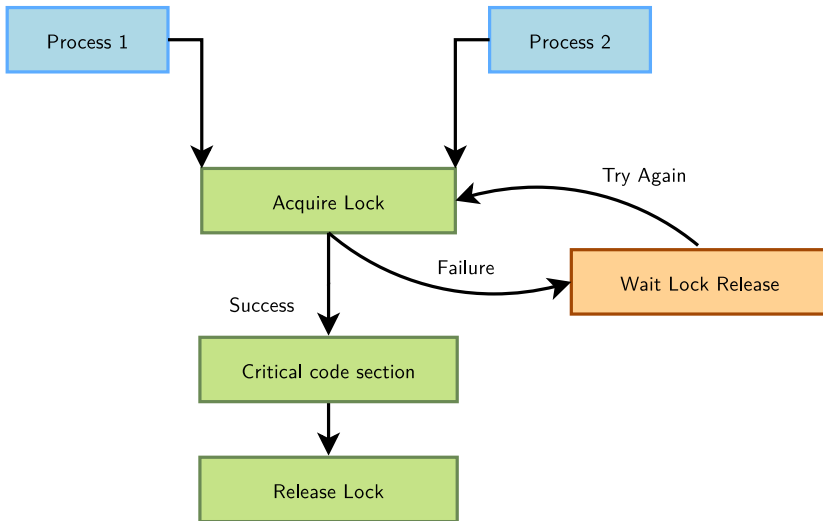 Process 1
Process 2
Try Again
Acquire Lock
Failure
Wait Lock Release
Success
Critical code section
Release Lock